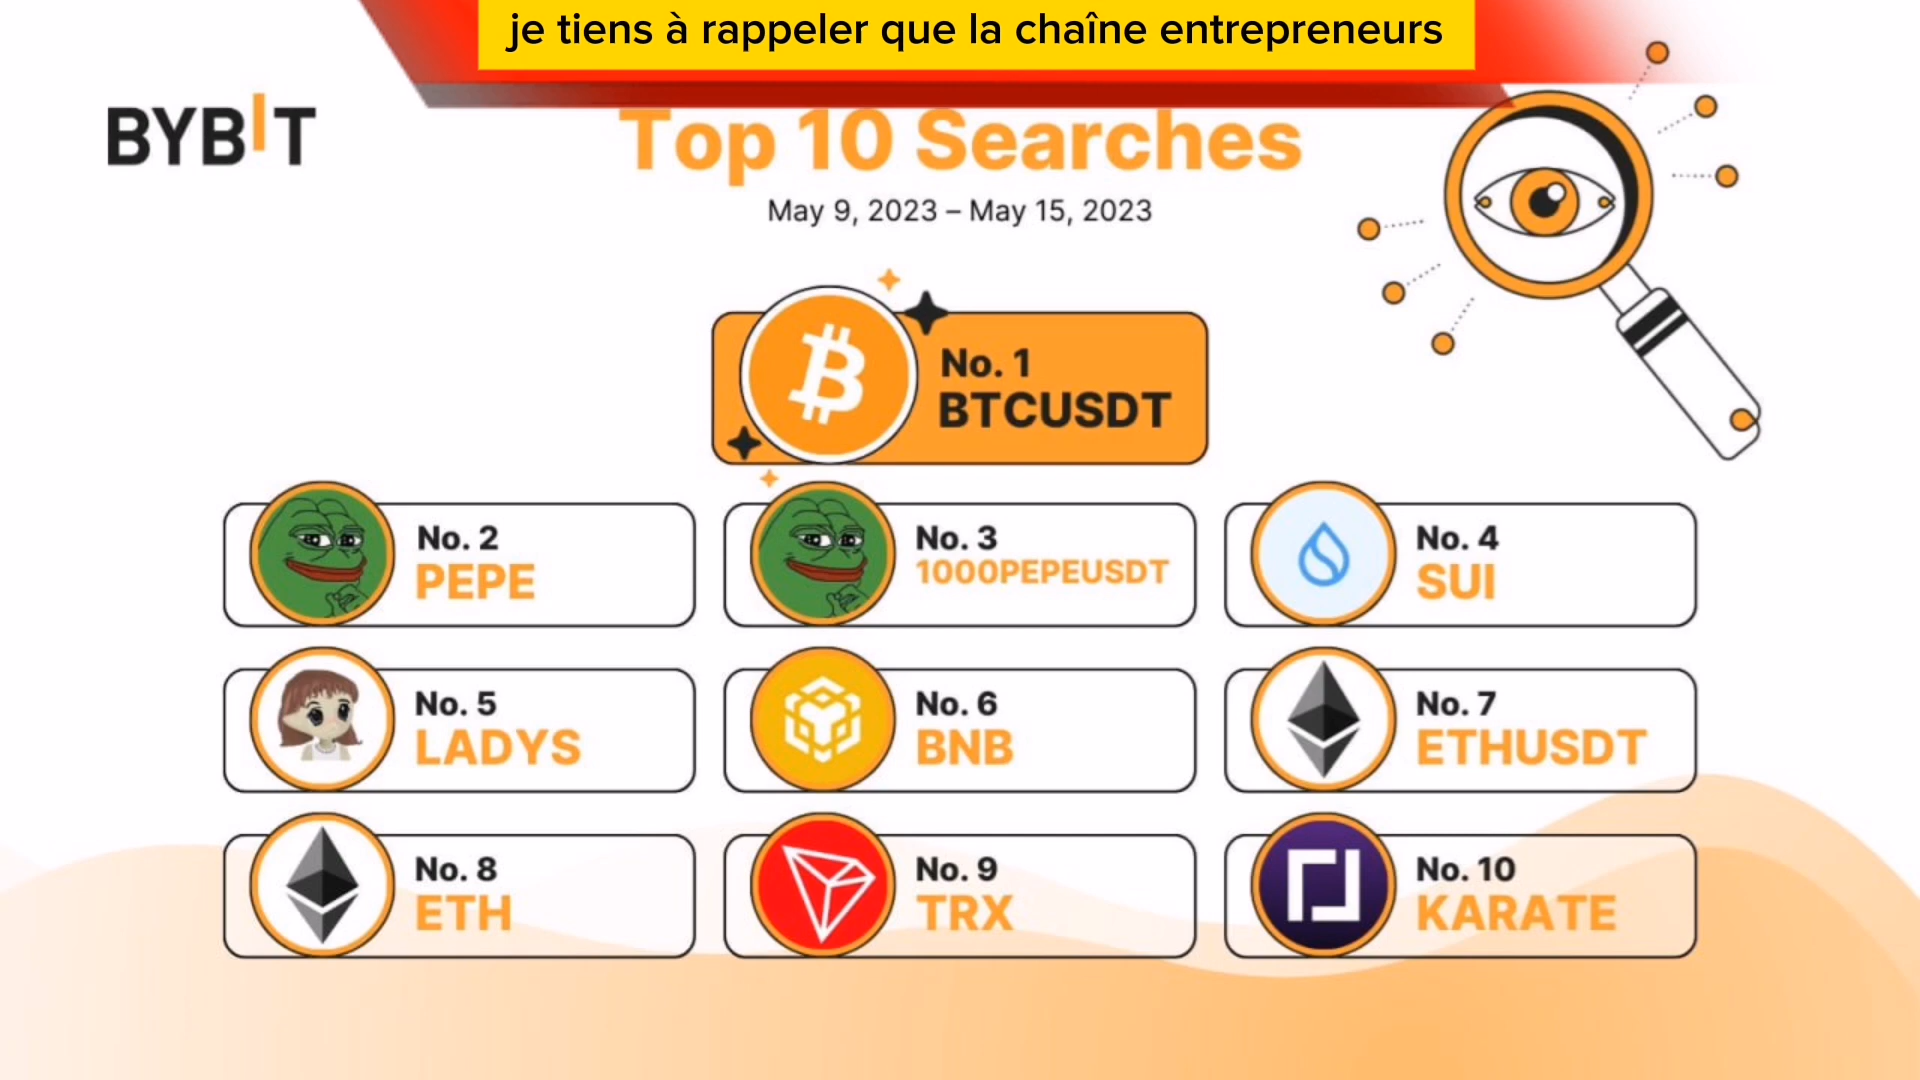 je tiens à rappeler que la chaîne entrepreneurs
BYBIT
Top 10 Searches
May 9, 2023 – May 15, 2023
No. 1
BTCUSDT
No. 2
PEPE
No. 3
1000PEPEUSDT
No. 4
SUI
No. 5
LADYS
No. 6
BNB
No. 7
ETHUSDT
No. 8
ETH
No. 9
TRX
No. 10
KARATE